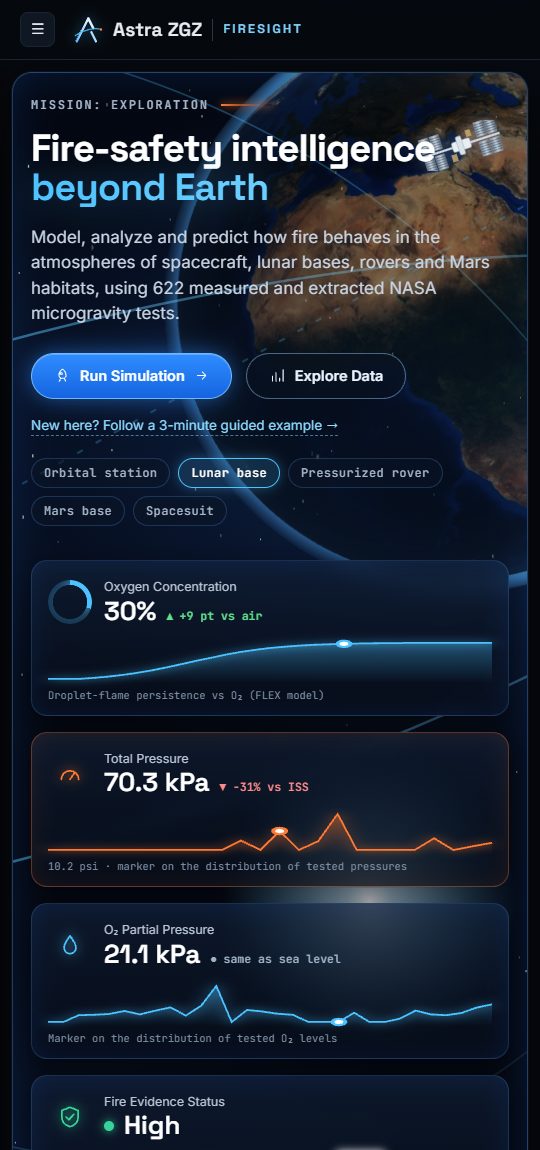 Astra ZGZ FIRESIGHT
MISSION: EXPLORATION
Fire-safety intelligence
beyond Earth
Model, analyze and predict how fire behaves in the
atmospheres of spacecraft, lunar bases, rovers and Mars
habitats, using 622 measured and extracted NASA
microgravity tests.
Run Simulation →
Explore Data
New here? Follow a 3-minute guided example →
Orbital station
Lunar base
Pressurized rover
Mars base
Spacesuit
Oxygen Concentration
30% ▲ +9 pt vs air
Droplet-flame persistence vs O₂ (FLEX model)
Total Pressure
70.3 kPa ▼ -31% vs ISS
10.2 psi · marker on the distribution of tested pressures
O₂ Partial Pressure
21.1 kPa ● same as sea level
Marker on the distribution of tested O₂ levels
Fire Evidence Status
High